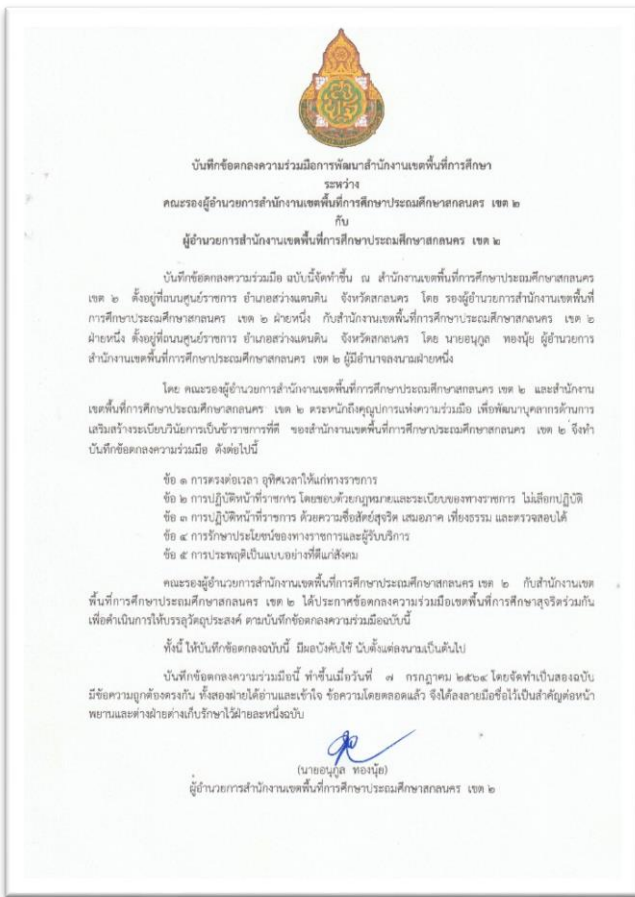 บันทึกข้อตกลงความร่วมมือการพัฒนาสำนักงานเขตพื้นที่การศึกษา
ระหว่าง
คณะรองผู้อำนวยการสำนักงานเขตพื้นที่การศึกษาประถมศึกษาสกลนคร เขต ๒
กับ
ผู้อำนวยการสำนักงานเขตพื้นที่การศึกษาประถมศึกษาสกลนคร เขต ๒
บันทึกข้อตกลงความร่วมมือ ฉบับนี้จัดทำขึ้น ณ สำนักงานเขตพื้นที่การศึกษาประถมศึกษาสกลนคร
เขต ๒ ตั้งอยู่ที่ถนนศูนย์ราชการ อำเภอสว่างแดนดิน จังหวัดสกลนคร โดย รองผู้อำนวยการสำนักงานเขตพื้นที่
การศึกษาประถมศึกษาสกลนคร เขต ๒ ฝ่ายหนึ่ง กับสำนักงานเขตพื้นที่การศึกษาประถมศึกษาสกลนคร เขต ๒
ฝ่ายหนึ่ง ตั้งอยู่ที่ถนนศูนย์ราชการ อำเภอสว่างแดนดิน จังหวัดสกลนคร โดย นายอนุกูล ทองนุ้ย ผู้อำนวยการ
สำนักงานเขตพื้นที่การศึกษาประถมศึกษาสกลนคร เขต ๒ ผู้มีอำนาจลงนามฝ่ายหนึ่ง
โดย คณะรองผู้อำนวยการสำนักงานเขตพื้นที่การศึกษาประถมศึกษาสกลนคร เขต ๒ และสำนักงาน
เขตพื้นที่การศึกษาประถมศึกษาสกลนคร เขต ๒ ตระหนักถึงคุณูปการแห่งความร่วมมือ เพื่อพัฒนาบุคลากรด้านการ
เสริมสร้างระเบียบวินัยการเป็นข้าราชการที่ดี ของสำนักงานเขตพื้นที่การศึกษาประถมศึกษาสกลนคร เขต ๒ จึงทำ
บันทึกข้อตกลงความร่วมมือ ดังต่อไปนี้
ข้อ ๑ การตรงต่อเวลา อุทิศเวลาให้แก่ทางราชการ
ข้อ ๒ การปฏิบัติหน้าที่ราชการ โดยชอบด้วยกฎหมายและระเบียบของทางราชการ ไม่เลือกปฏิบัติ
ข้อ ๓ การปฏิบัติหน้าที่ราชการ ด้วยความซื่อสัตย์สุจริต เสมอภาค เที่ยงธรรม และตรวจสอบได้
ข้อ ๔ การรักษาประโยชน์ของทางราชการและผู้รับบริการ
ข้อ ๕ การประพฤติเป็นแบบอย่างที่ดีแก่สังคม
คณะรองผู้อำนวยการสำนักงานเขตพื้นที่การศึกษาประถมศึกษาสกลนคร เขต ๒ กับสำนักงานเขต
พื้นที่การศึกษาประถมศึกษาสกลนคร เขต ๒ ได้ประกาศข้อตกลงความร่วมมือเขตพื้นที่การศึกษาสุจริตร่วมกัน
เพื่อดำเนินการให้บรรลุวัตถุประสงค์ ตามบันทึกข้อตกลงความร่วมมือฉบับนี้
ทั้งนี้ ให้บันทึกข้อตกลงฉบับนี้ มีผลบังคับใช้ นับตั้งแต่ลงนามเป็นต้นไป
บันทึกข้อตกลงความร่วมมือนี้ ทำขึ้นเมื่อวันที่ ๗ กรกฎาคม ๒๕๖๔ โดยจัดทำเป็นสองฉบับ
มีข้อความถูกต้องตรงกัน ทั้งสองฝ่ายได้อ่านและเข้าใจ ข้อความโดยตลอดแล้ว จึงได้ลงลายมือชื่อไว้เป็นสำคัญต่อหน้า
พยานและต่างฝ่ายต่างเก็บรักษาไว้ฝ่ายละหนึ่งฉบับ
(นายอนุกูล ทองนุ้ย)
ผู้อำนวยการสำนักงานเขตพื้นที่การศึกษาประถมศึกษาสกลนคร เขต ๒